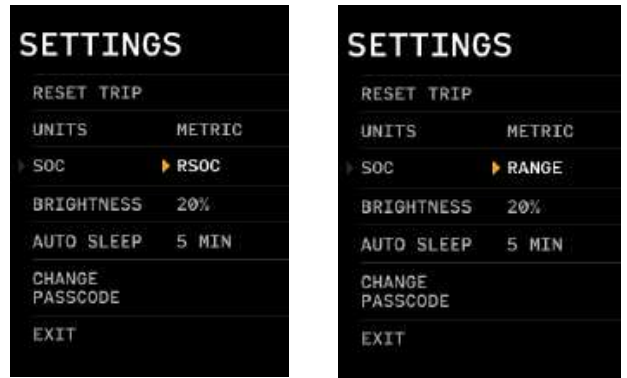 SETTINGS
RESET TRIP
UNITS METRIC
SOC RSOC
BRIGHTNESS 20%
AUTO SLEEP 5 MIN
CHANGE
PASSCODE
EXIT
SETTINGS
RESET TRIP
UNITS METRIC
SOC RANGE
BRIGHTNESS 20%
AUTO SLEEP 5 MIN
CHANGE
PASSCODE
EXIT